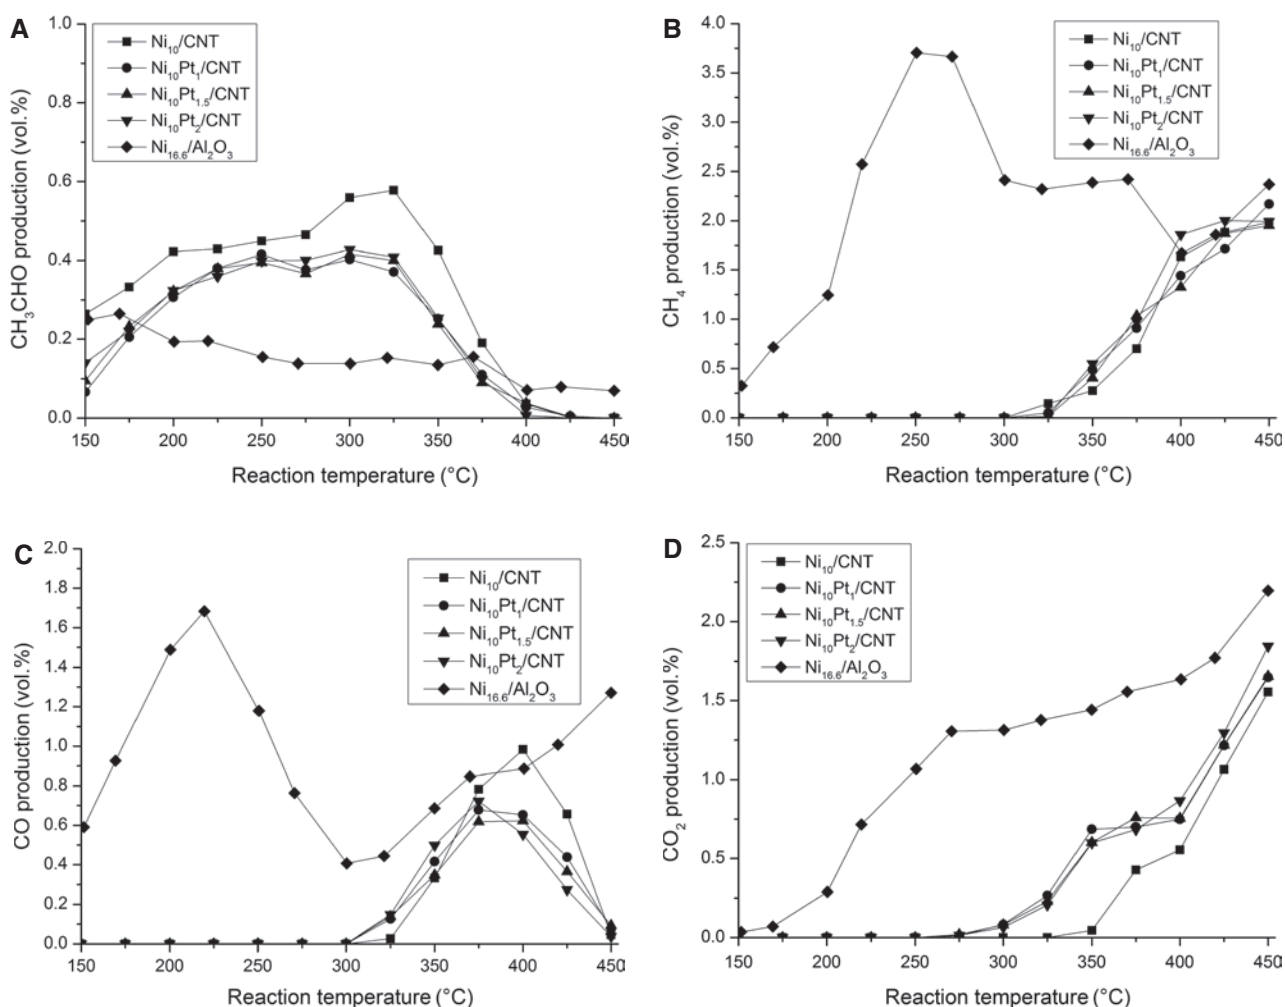 A
CH₃CHO production (vol.%)
1.0
0.8
0.6
0.4
0.2
0.0
Ni₁₀/CNT
Ni₁₀Pt₁/CNT
Ni₁₀Pt₁.₅/CNT
Ni₁₀Pt₂/CNT
Ni₁₆.₆/Al₂O₃
150 200 250 300 350 400 450
Reaction temperature (°C)
B
CH₄ production (vol.%)
4.0
3.5
3.0
2.5
2.0
1.5
1.0
0.5
0.0
Ni₁₀/CNT
Ni₁₀Pt₁/CNT
Ni₁₀Pt₁.₅/CNT
Ni₁₀Pt₂/CNT
Ni₁₆.₆/Al₂O₃
150 200 250 300 350 400 450
Reaction temperature (°C)
C
CO production (vol.%)
2.0
1.8
1.6
1.4
1.2
1.0
0.8
0.6
0.4
0.2
0.0
Ni₁₀/CNT
Ni₁₀Pt₁/CNT
Ni₁₀Pt₁.₅/CNT
Ni₁₀Pt₂/CNT
Ni₁₆.₆/Al₂O₃
150 200 250 300 350 400 450
Reaction temperature (°C)
D
CO₂ production (vol.%)
2.5
2.0
1.5
1.0
0.5
0.0
Ni₁₀/CNT
Ni₁₀Pt₁/CNT
Ni₁₀Pt₁.₅/CNT
Ni₁₀Pt₂/CNT
Ni₁₆.₆/Al₂O₃
150 200 250 300 350 400 450
Reaction temperature (°C)